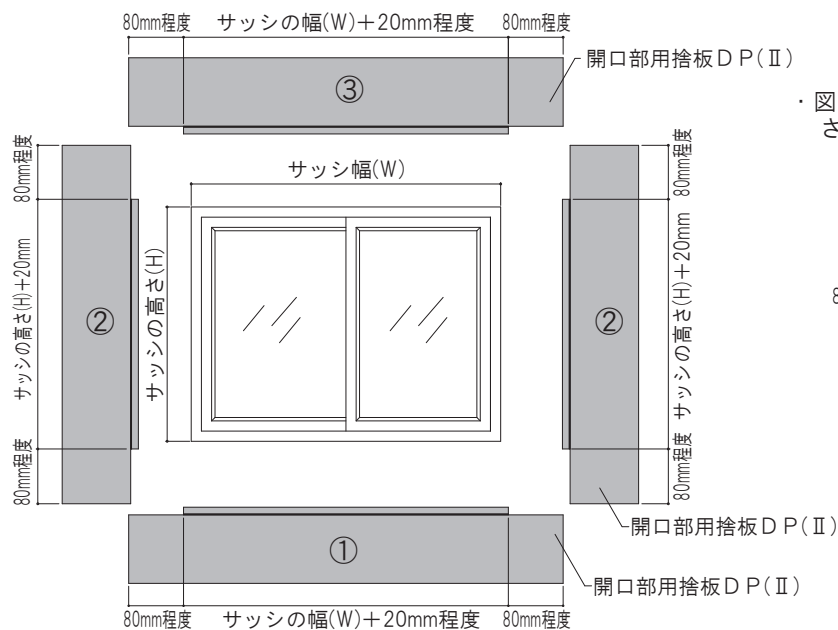 80mm程度 サッシの幅(W)+20mm程度 80mm程度
開口部用捨板DP(Ⅱ)
③
・図
さ
80mm程度
サッシの高さ(H)+20mm
80mm程度
②
サッシ幅(W)
サッシの高さ(H)
②
80mm程度
サッシの高さ(H)+20mm
80mm程度
8
開口部用捨板DP(Ⅱ)
①
開口部用捨板DP(Ⅱ)
80mm程度 サッシの幅(W)+20mm程度 80mm程度